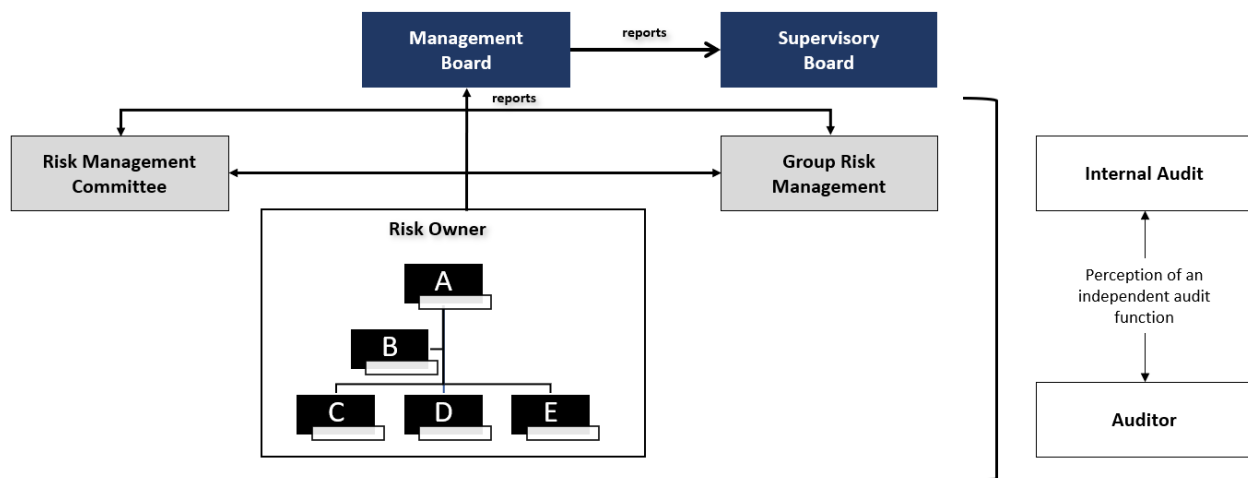 Management
Board
reports
Supervisory
Board
reports
Risk Management
Committee
Group Risk
Management
Internal Audit
Risk Owner
A
B
C
D
E
Perception of an
independent audit
function
Auditor